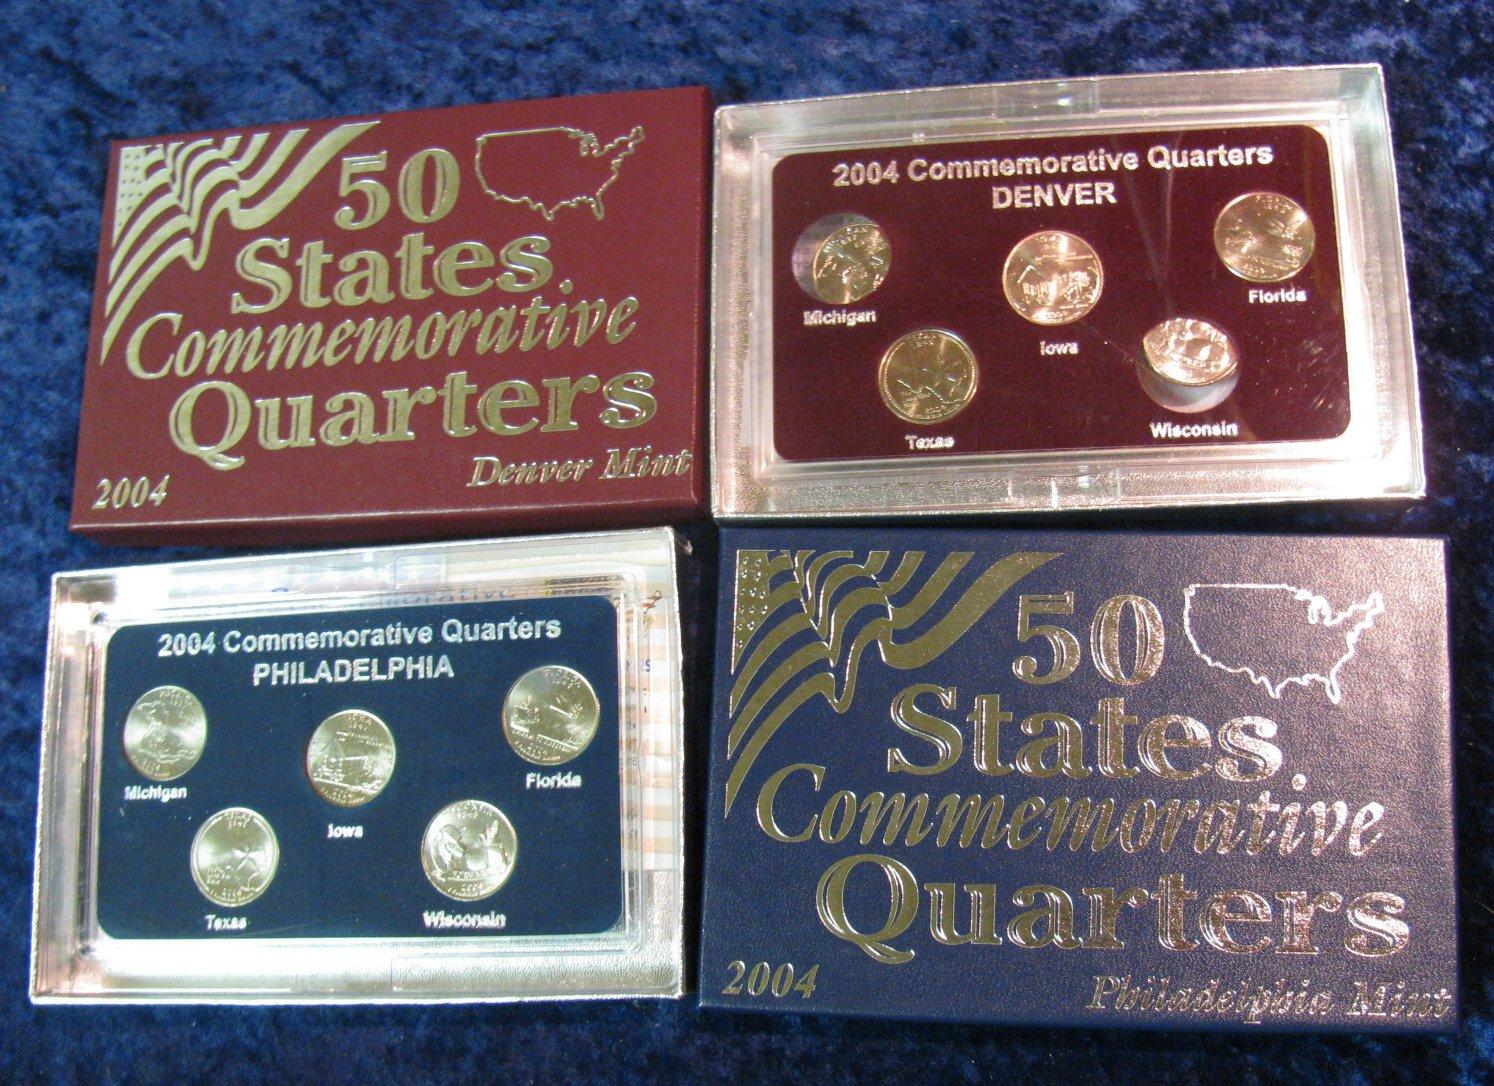 50
States
Commemorative
Quarters
2004
Denver Mint
2004 Commemorative Quarters
DENVER
Michigan
Iowa
Florida
Texas
Wisconsin
2004 Commemorative Quarters
PHILADELPHIA
Michigan
Iowa
Florida
Texas
Wisconsin
50
States
Commemorative
Quarters
2004
Philadelphia Mint